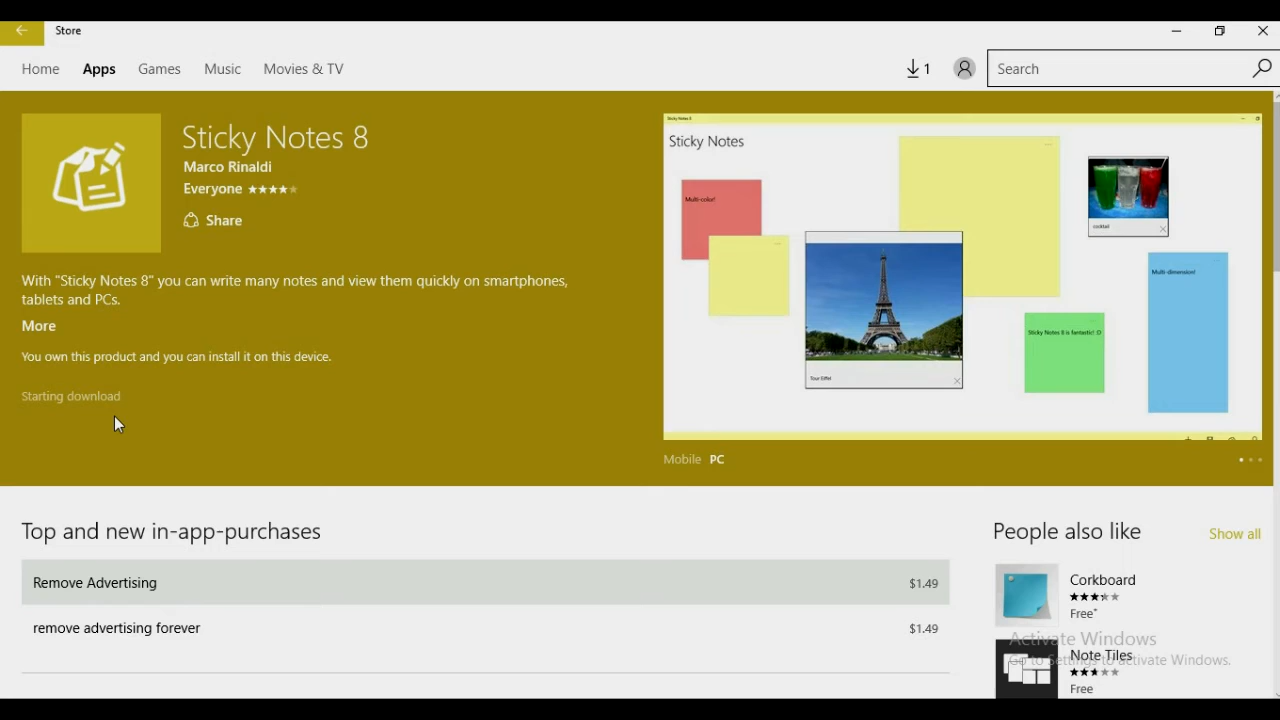 Store
Home Apps Games Music Movies & TV
1
Search
Sticky Notes 8
Marco Rinaldi
Everyone
Share
With "Sticky Notes 8" you can write many notes and view them quickly on smartphones,
tablets and PCs.
More
You own this product and you can install it on this device.
Starting download
Sticky Notes 8
Sticky Notes
Multi-color!
cocktail
Multi-dimension!
Sticky Notes 8 is fantastic! :D
Tour Eiffel
Mobile PC
Top and new in-app-purchases
Remove Advertising $1.49
remove advertising forever $1.49
People also like Show all
Corkboard
Free*
Note Tiles
Free
Activate Windows
Go to Settings to activate Windows.